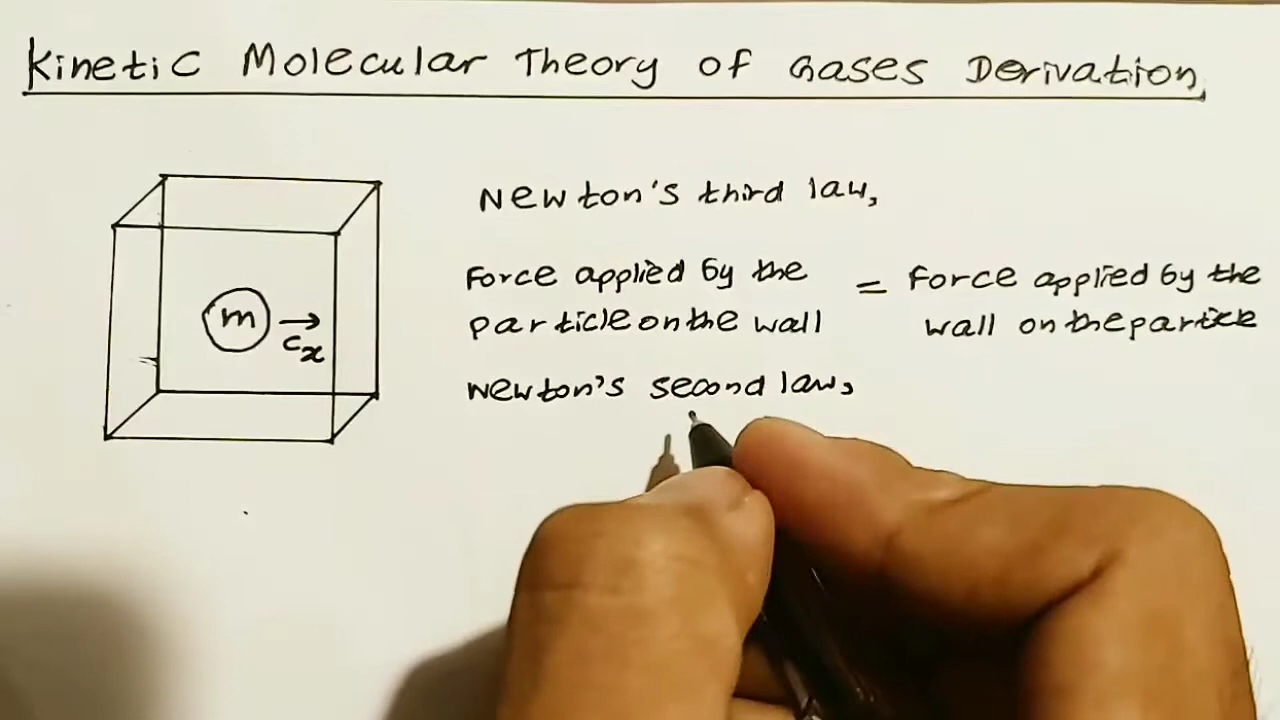 Kinetic Molecular Theory of Gases Derivation
m
Cx
Newton's third law,
Force applied by the = Force applied by the
particle on the wall wall on the particle
Newton's second law,